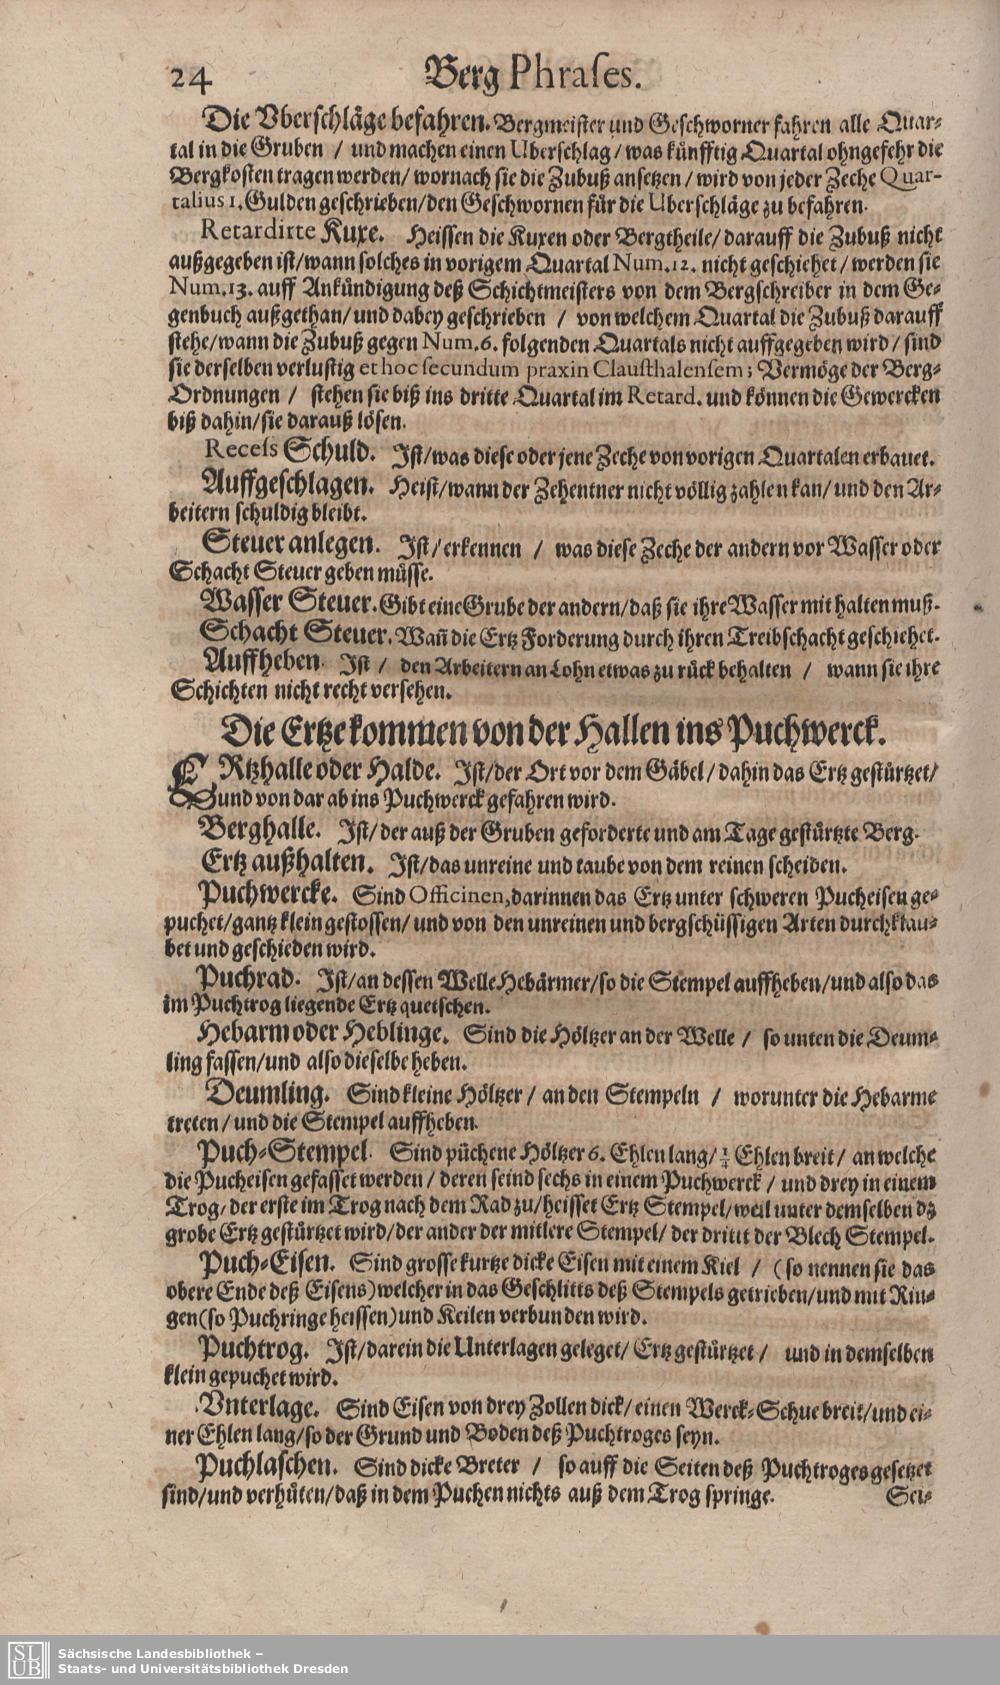 24 Berg Phrases.
Die Vberschläge befahren. Bergmeister und Geschworner fahren alle Quar-
tal in die Gruben / und machen einen Uberschlag / was künfftig Quartal ohngefehr die
Bergkosten tragen werden / wornach sie die Zubuß ansetzen / wird von jeder Zeche Quar-
talius 1. Gulden geschrieben / den Geschwornen für die Uberschläge zu befahren.
Retardirte Kuxe. Heissen die Kuxen oder Bergtheile / darauff die Zubuß nicht
außgegeben ist / wann solches in vorigem Quartal Num. 12. nicht geschiehet / werden sie
Num. 13. auff Ankündigung deß Schichtmeisters von dem Bergschreiber in dem Ge-
genbuch außgethan / und dabey geschrieben / von welchem Quartal die Zubuß darauff
stehe / wann die Zubuß gegen Num. 6. folgenden Quartals nicht auffgegeben wird / sind
sie derselben verlustig et hoc secundum praxin Clausthalensem; Vermöge der Berg-
Ordnungen / stehen sie biß ins dritte Quartal im Retard. und können die Gewercken
biß dahin / sie darauß lösen.
Recess Schuld. Ist / was diese oder jene Zeche von vorigen Quartalen erbauet.
Auffgeschlagen. Heist / wann der Zehentner nicht völlig zahlen kan / und den Ar-
beitern schuldig bleibt.
Steuer anlegen. Ist / erkennen / was diese Zeche der andern vor Wasser oder
Schacht Steuer geben müsse.
Wasser Steuer. Gibt eine Grube der andern / daß sie ihre Wasser mit halten muß.
Schacht Steuer. Wañ die Ertz Forderung durch ihren Treibschacht geschiehet.
Auffheben. Ist / den Arbeitern an Lohn etwas zu rück behalten / wann sie ihre
Schichten nicht recht versehen.
Die Ertze kommen von der Hallen ins Puchwerck.
ERtzhalle oder Halde. Ist / der Ort vor dem Gäbel / dahin das Ertz gestürtzet /
und von dar ab ins Puchwerck gefahren wird.
Berghalle. Ist / der auß der Gruben geforderte und am Tage gestürtzte Berg.
Ertz außhalten. Ist / das unreine und taube von dem reinen scheiden.
Puchwercke. Sind Officinen, darinnen das Ertz unter schweren Pucheisen ge-
puchet / gantz klein gestossen / und von den unreinen und bergschüssigen Arten durchklau-
bet und geschieden wird.
Puchrad. Ist / an dessen Welle Hebärmer / so die Stempel auffheben / und also das
im Puchtrog liegende Ertz quetschen.
Hebarm oder Heblinge. Sind die Höltzer an der Welle / so unten die Deum-
ling fassen / und also dieselbe heben.
Deumling. Sind kleine Höltzer / an den Stempeln / worunter die Hebarme
treten / und die Stempel auffheben.
Puch-Stempel. Sind püchene Höltzer 6. Ehlen lang / ¼ Ehlen breit / an welche
die Pucheisen gefasset werden / deren seind sechs in einem Puchwerck / und drey in einem
Trog / der erste im Trog nach dem Rad zu / heisset Ertz Stempel / weil unter demselben dz
grobe Ertz gestürtzet wird / der ander der mitlere Stempel / der dritit der Blech Stempel.
Puch-Eisen. Sind grosse kurtze dicke Eisen mit einem Kiel / (so nennen sie das
obere Ende deß Eisens) welcher in das Geschlitts deß Stempels getrieben / und mit Rin-
gen (so Puchringe heissen) und Keilen verbunden wird.
Puchtrog. Ist / darein die Unterlagen geleget / Ertz gestürtzet / und in demselben
klein gepuchet wird.
Vnterlage. Sind Eisen von drey Zollen dick / einen Werck-Schue breit / und ei-
ner Ehlen lang / so der Grund und Boden deß Puchtroges seyn.
Puchlaschen. Sind dicke Breter / so auff die Seiten deß Puchtroges gesetzet
sind / und verhüten / daß in dem Puchen nichts auß dem Trog springe. Sei-
SLUB
Sächsische Landesbibliothek –
Staats- und Universitätsbibliothek Dresden